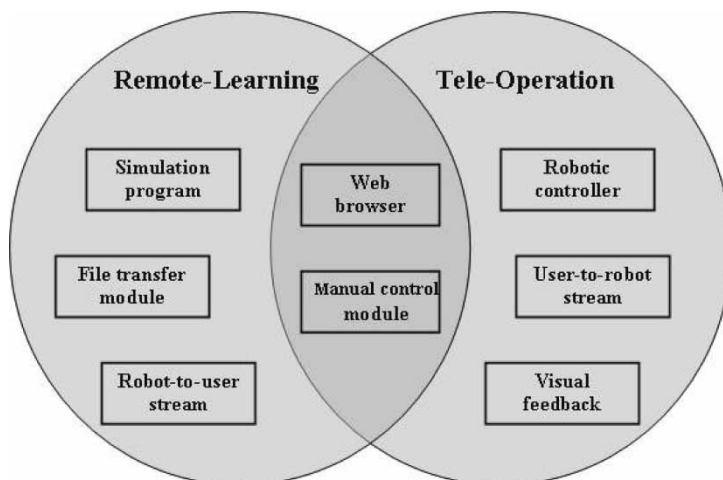 Remote-Learning
Tele-Operation
Simulation
program
Web
browser
Robotic
controller
File transfer
module
Manual control
module
User-to-robot
stream
Robot-to-user
stream
Visual
feedback